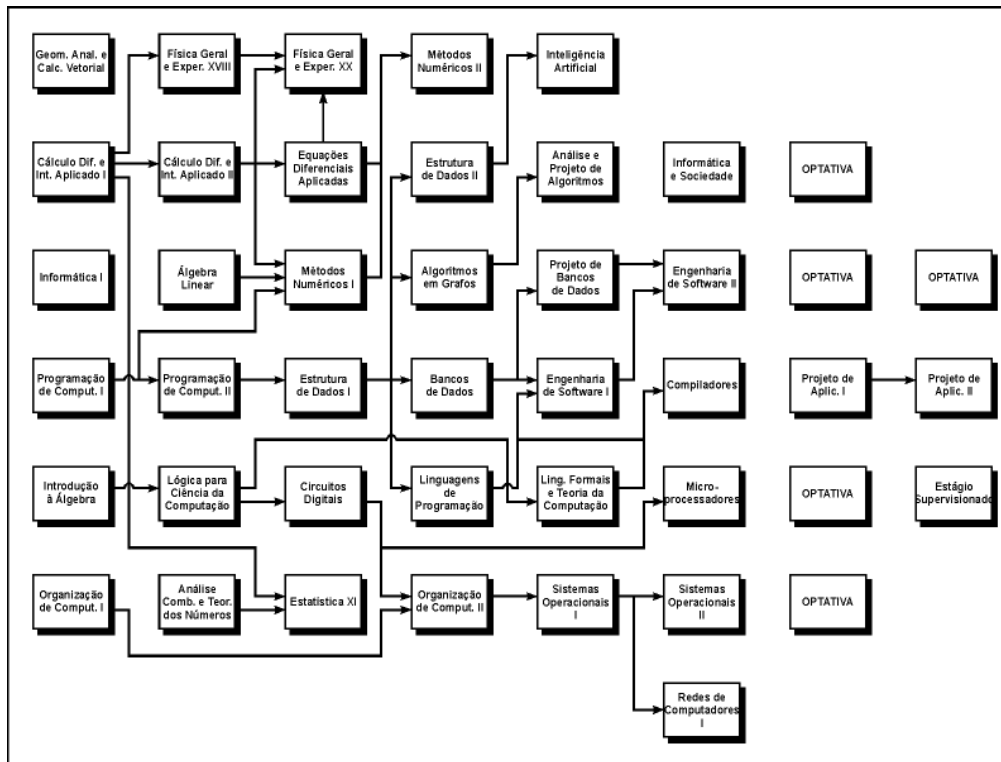 Geom. Anal. e
Calc. Vetorial
Física Geral
e Exper. XVIII
Física Geral
e Exper. XX
Métodos
Numéricos II
Inteligência
Artificial
Cálculo Dif. e
Int. Aplicado I
Cálculo Dif. e
Int. Aplicado II
Equações
Diferenciais
Aplicadas
Estrutura
de Dados II
Análise e
Projeto de
Algoritmos
Informática
e Sociedade
OPTATIVA
Informática I
Álgebra
Linear
Métodos
Numéricos I
Algoritmos
em Grafos
Projeto de
Bancos
de Dados
Engenharia
de Software II
OPTATIVA
OPTATIVA
Programação
de Comput. I
Programação
de Comput. II
Estrutura
de Dados I
Bancos
de Dados
Engenharia
de Software I
Compiladores
Projeto de
Aplic. I
Projeto de
Aplic. II
Introdução
à Álgebra
Lógica para
Ciência da
Computação
Circuitos
Digitais
Linguagens
de
Programação
Ling. Formais
e Teoria da
Computação
Micro-
processadores
OPTATIVA
Estágio
Supervisionado
Organização
de Comput. I
Análise
Comb. e Teor.
dos Números
Estatística XI
Organização
de Comput. II
Sistemas
Operacionais
I
Sistemas
Operacionais
II
OPTATIVA
Redes de
Computadores
I